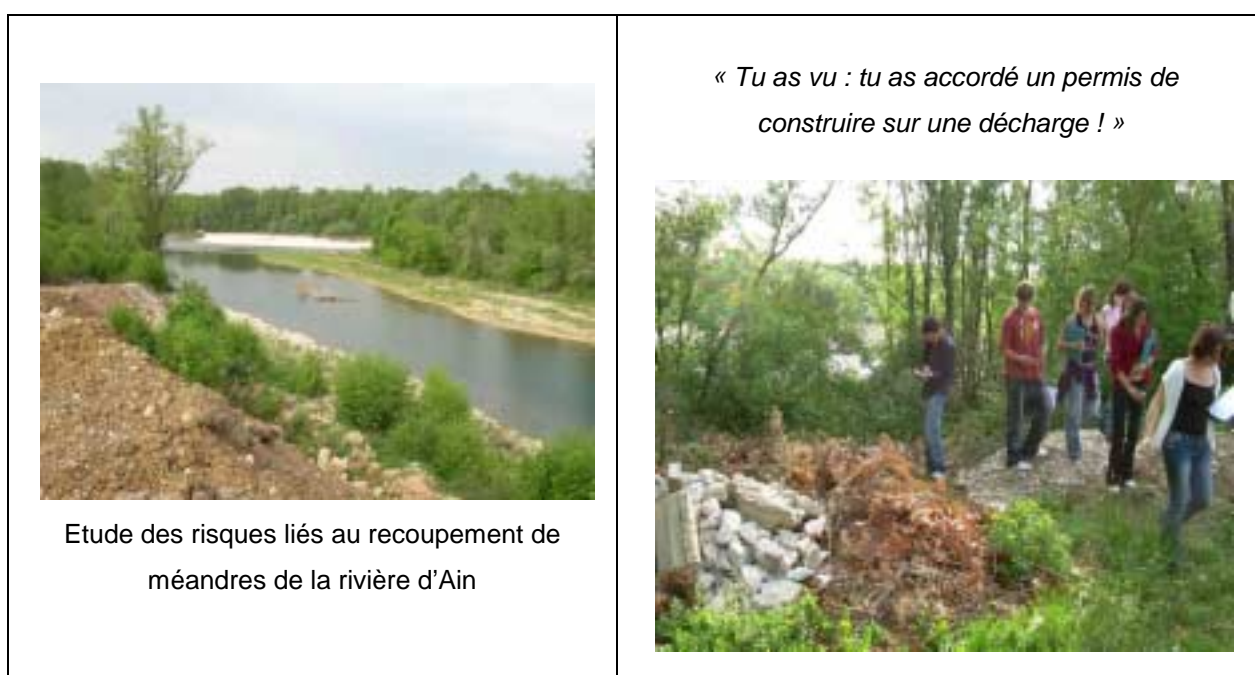 « Tu as vu : tu as accordé un permis de
construire sur une décharge ! »
Etude des risques liés au recoupement de
méandres de la rivière d'Ain